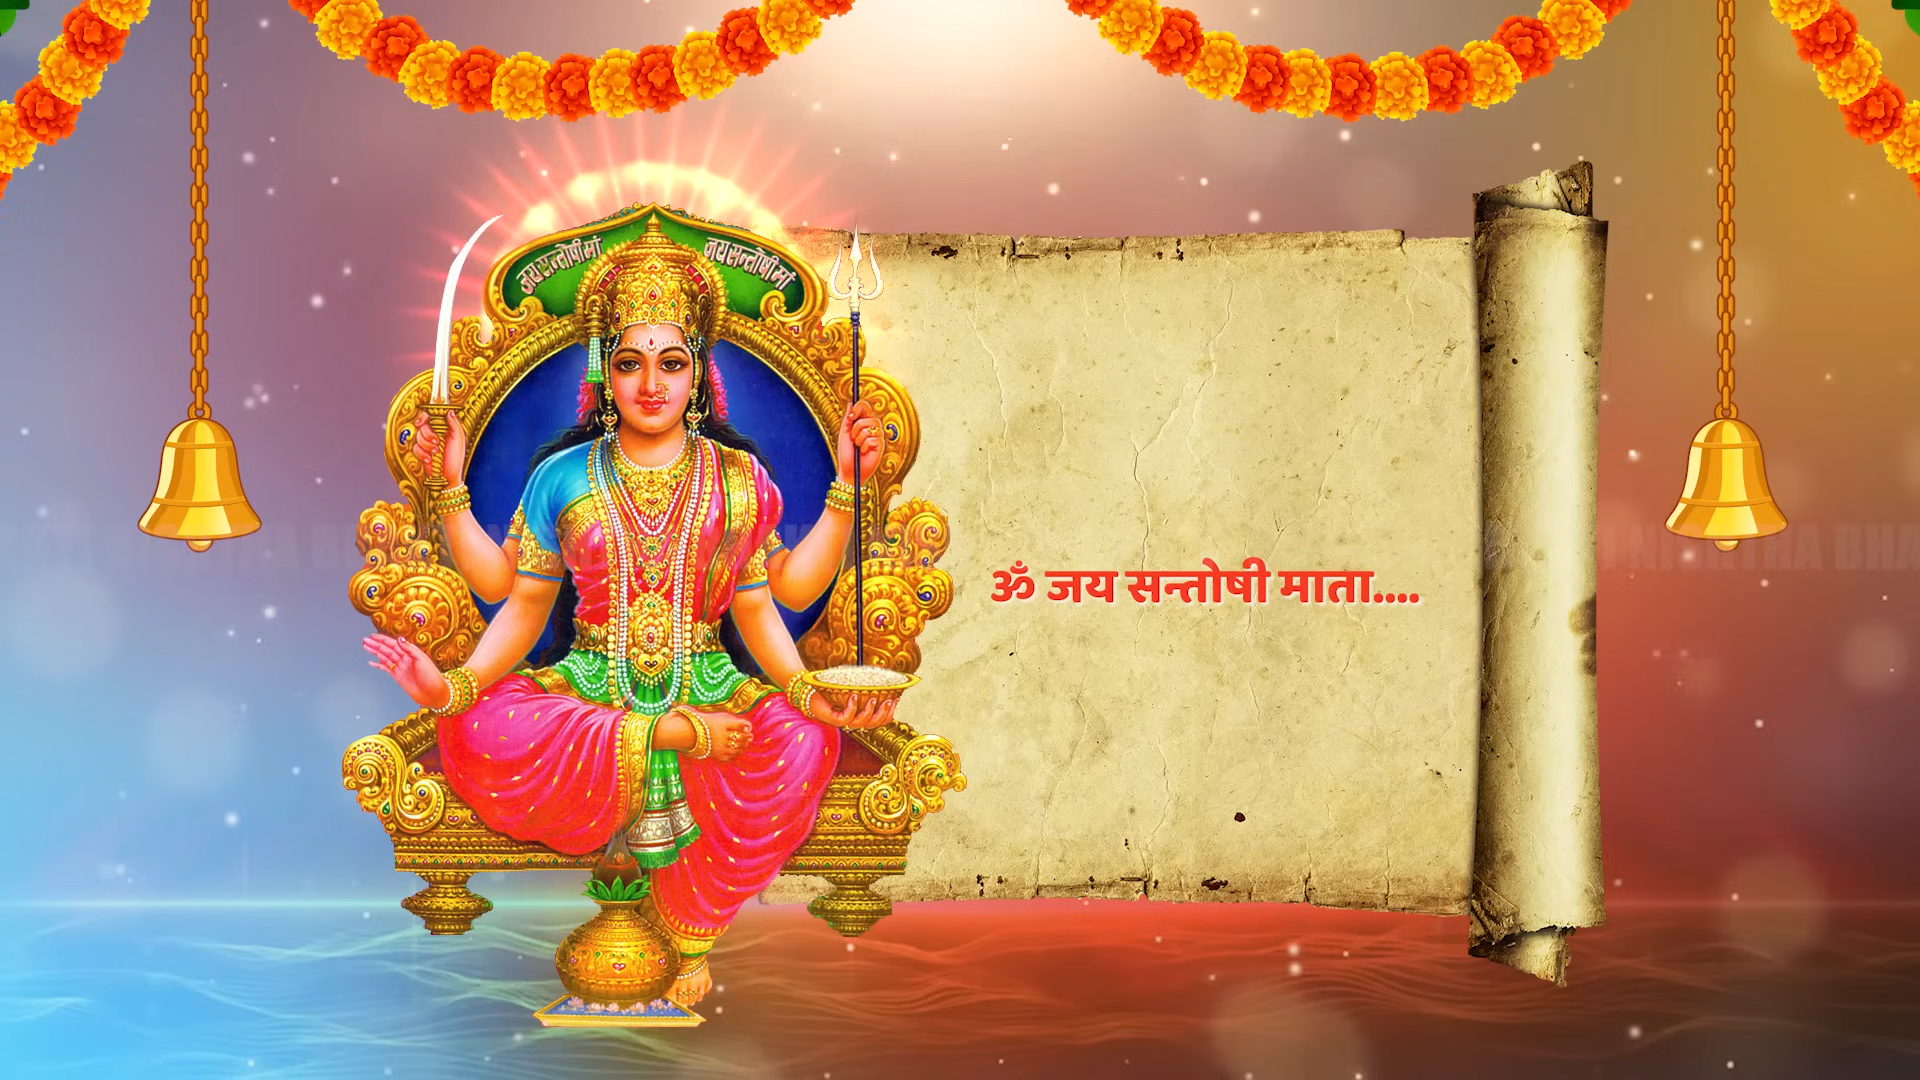 जय सन्तोषी माँ
जय सन्तोषी माँ
ॐ जय सन्तोषी माता....